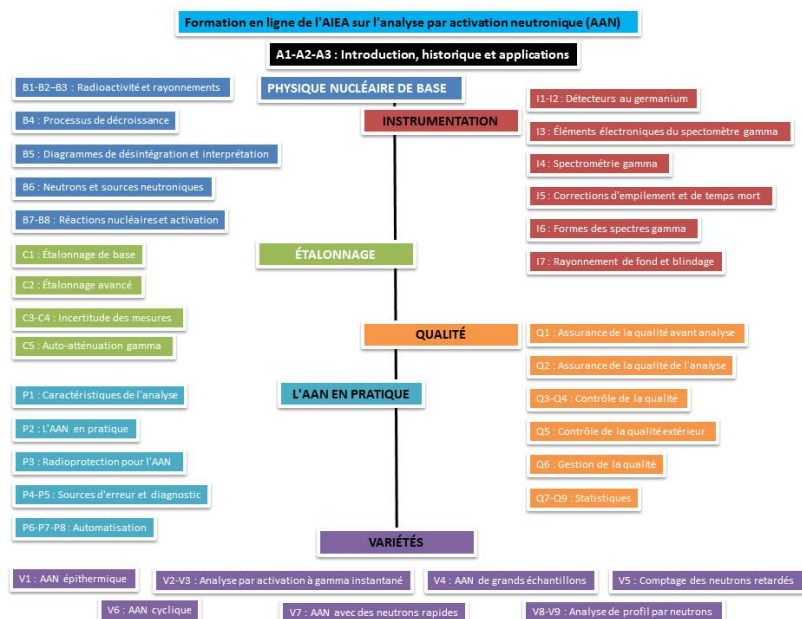 Formation en ligne de l'AIEA sur l'analyse par activation neutronique (AAN)
A1-A2-A3 : Introduction, historique et applications
PHYSIQUE NUCLÉAIRE DE BASE
B1-B2–B3 : Radioactivité et rayonnements
B4 : Processus de décroissance
B5 : Diagrammes de désintégration et interprétation
B6 : Neutrons et sources neutroniques
B7-B8 : Réactions nucléaires et activation
INSTRUMENTATION
I1-I2 : Détecteurs au germanium
I3 : Éléments électroniques du spectomètre gamma
I4 : Spectrométrie gamma
I5 : Corrections d'empilement et de temps mort
I6 : Formes des spectres gamma
I7 : Rayonnement de fond et blindage
ÉTALONNAGE
C1 : Étalonnage de base
C2 : Étalonnage avancé
C3-C4 : Incertitude des mesures
C5 : Auto-atténuation gamma
QUALITÉ
Q1 : Assurance de la qualité avant analyse
Q2 : Assurance de la qualité de l'analyse
Q3-Q4 : Contrôle de la qualité
Q5 : Contrôle de la qualité extérieur
Q6 : Gestion de la qualité
Q7-Q9 : Statistiques
L'AAN EN PRATIQUE
P1 : Caractéristiques de l'analyse
P2 : L'AAN en pratique
P3 : Radioprotection pour l'AAN
P4-P5 : Sources d'erreur et diagnostic
P6-P7-P8 : Automatisation
VARIÉTÉS
V1 : AAN épithermique
V2-V3 : Analyse par activation à gamma instantané
V4 : AAN de grands échantillons
V5 : Comptage des neutrons retardés
V6 : AAN cyclique
V7 : AAN avec des neutrons rapides
V8-V9 : Analyse de profil par neutrons